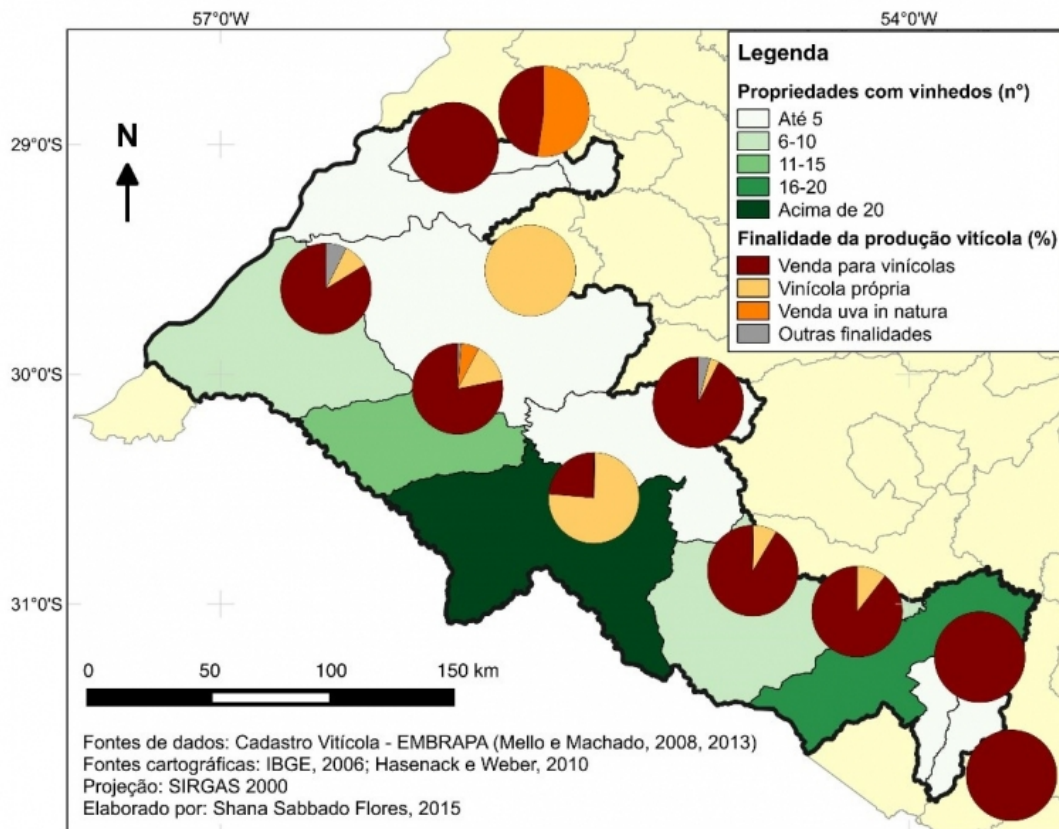 57°0'W
54°0'W
Legenda
Propriedades com vinhedos (n°)
Até 5
6-10
11-15
16-20
Acima de 20
Finalidade da produção vitícola (%)
Venda para vinícolas
Vinícola própria
Venda uva in natura
Outras finalidades
N
29°0'S
30°0'S
31°0'S
0 50 100 150 km
Fontes de dados: Cadastro Vitícola - EMBRAPA (Mello e Machado, 2008, 2013)
Fontes cartográficas: IBGE, 2006; Hasenack e Weber, 2010
Projeção: SIRGAS 2000
Elaborado por: Shana Sabbado Flores, 2015